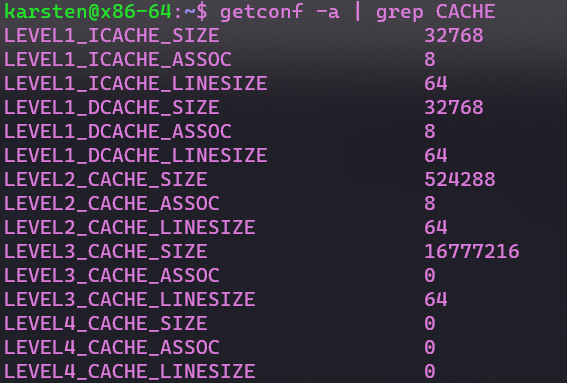 karsten@x86-64:~$ getconf -a | grep CACHE
LEVEL1_ICACHE_SIZE 32768
LEVEL1_ICACHE_ASSOC 8
LEVEL1_ICACHE_LINESIZE 64
LEVEL1_DCACHE_SIZE 32768
LEVEL1_DCACHE_ASSOC 8
LEVEL1_DCACHE_LINESIZE 64
LEVEL2_CACHE_SIZE 524288
LEVEL2_CACHE_ASSOC 8
LEVEL2_CACHE_LINESIZE 64
LEVEL3_CACHE_SIZE 16777216
LEVEL3_CACHE_ASSOC 0
LEVEL3_CACHE_LINESIZE 64
LEVEL4_CACHE_SIZE 0
LEVEL4_CACHE_ASSOC 0
LEVEL4_CACHE_LINESIZE 0